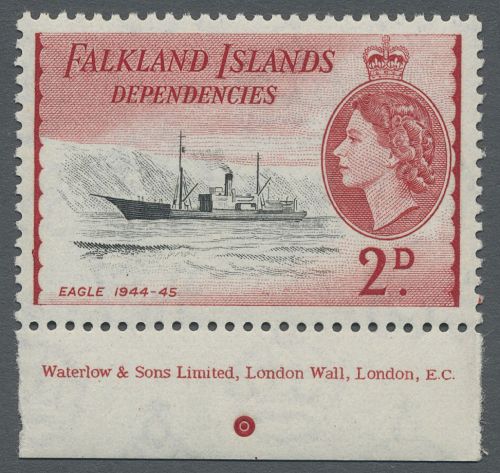 FALKLAND ISLANDS
DEPENDENCIES
EAGLE 1944-45
2D.
Waterlow & Sons Limited, London Wall, London, E.C.